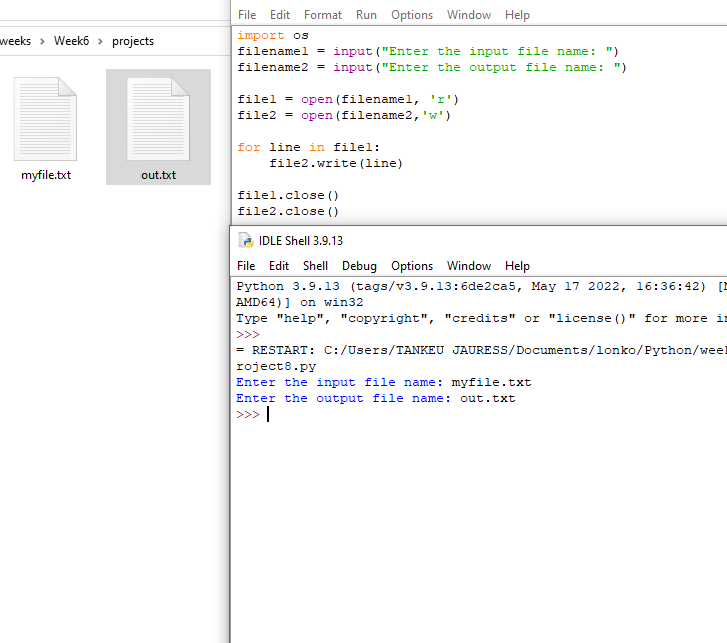 weeks > Week6 > projects
myfile.txt
out.txt
File Edit Format Run Options Window Help
import os
filename1 = input("Enter the input file name: ")
filename2 = input("Enter the output file name: ")
file1 = open(filename1, 'r')
file2 = open(filename2,'w')
for line in file1:
    file2.write(line)
file1.close()
file2.close()
IDLE Shell 3.9.13
File Edit Shell Debug Options Window Help
Python 3.9.13 (tags/v3.9.13:6de2ca5, May 17 2022, 16:36:42) [
AMD64)] on win32
Type "help", "copyright", "credits" or "license()" for more
>>>
= RESTART: C:/Users/TANKEU JAURESS/Documents/lonko/Python/wee
roject8.py
Enter the input file name: myfile.txt
Enter the output file name: out.txt
>>>